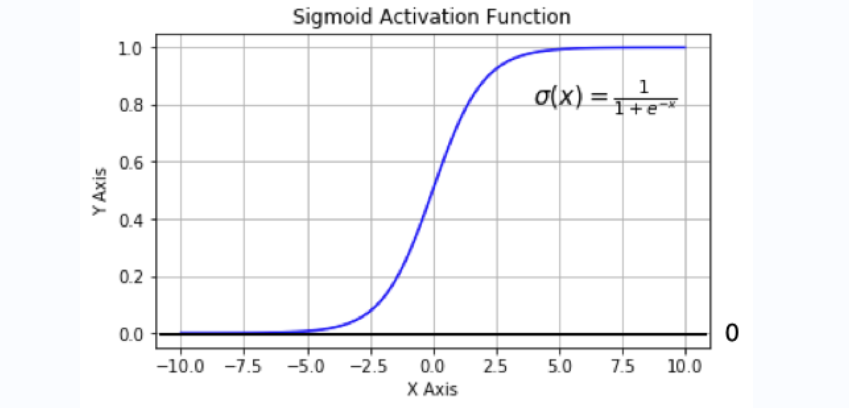 Sigmoid Activation Function
1.0
σ(x) = 1 / 1 + e^-x
0.8
0.6
Y Axis
0.4
0.2
0.0
0
−10.0 −7.5 −5.0 −2.5 0.0 2.5 5.0 7.5 10.0
X Axis